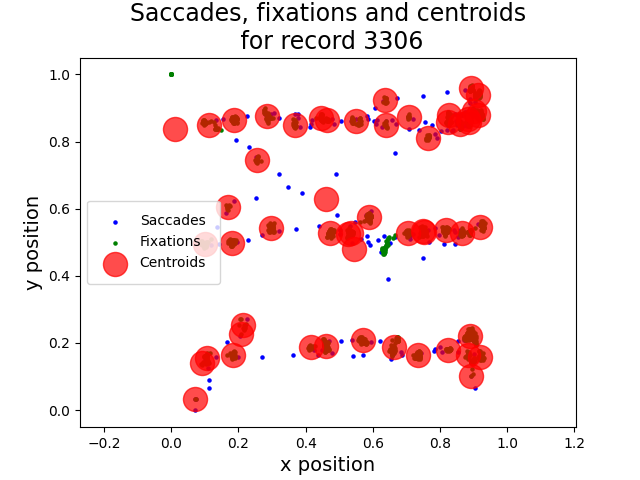 Saccades, fixations and centroids
for record 3306
y position
1.0
0.8
0.6
0.4
0.2
0.0
Saccades
Fixations
Centroids
−0.2
0.0
0.2
0.4
0.6
0.8
1.0
1.2
x position